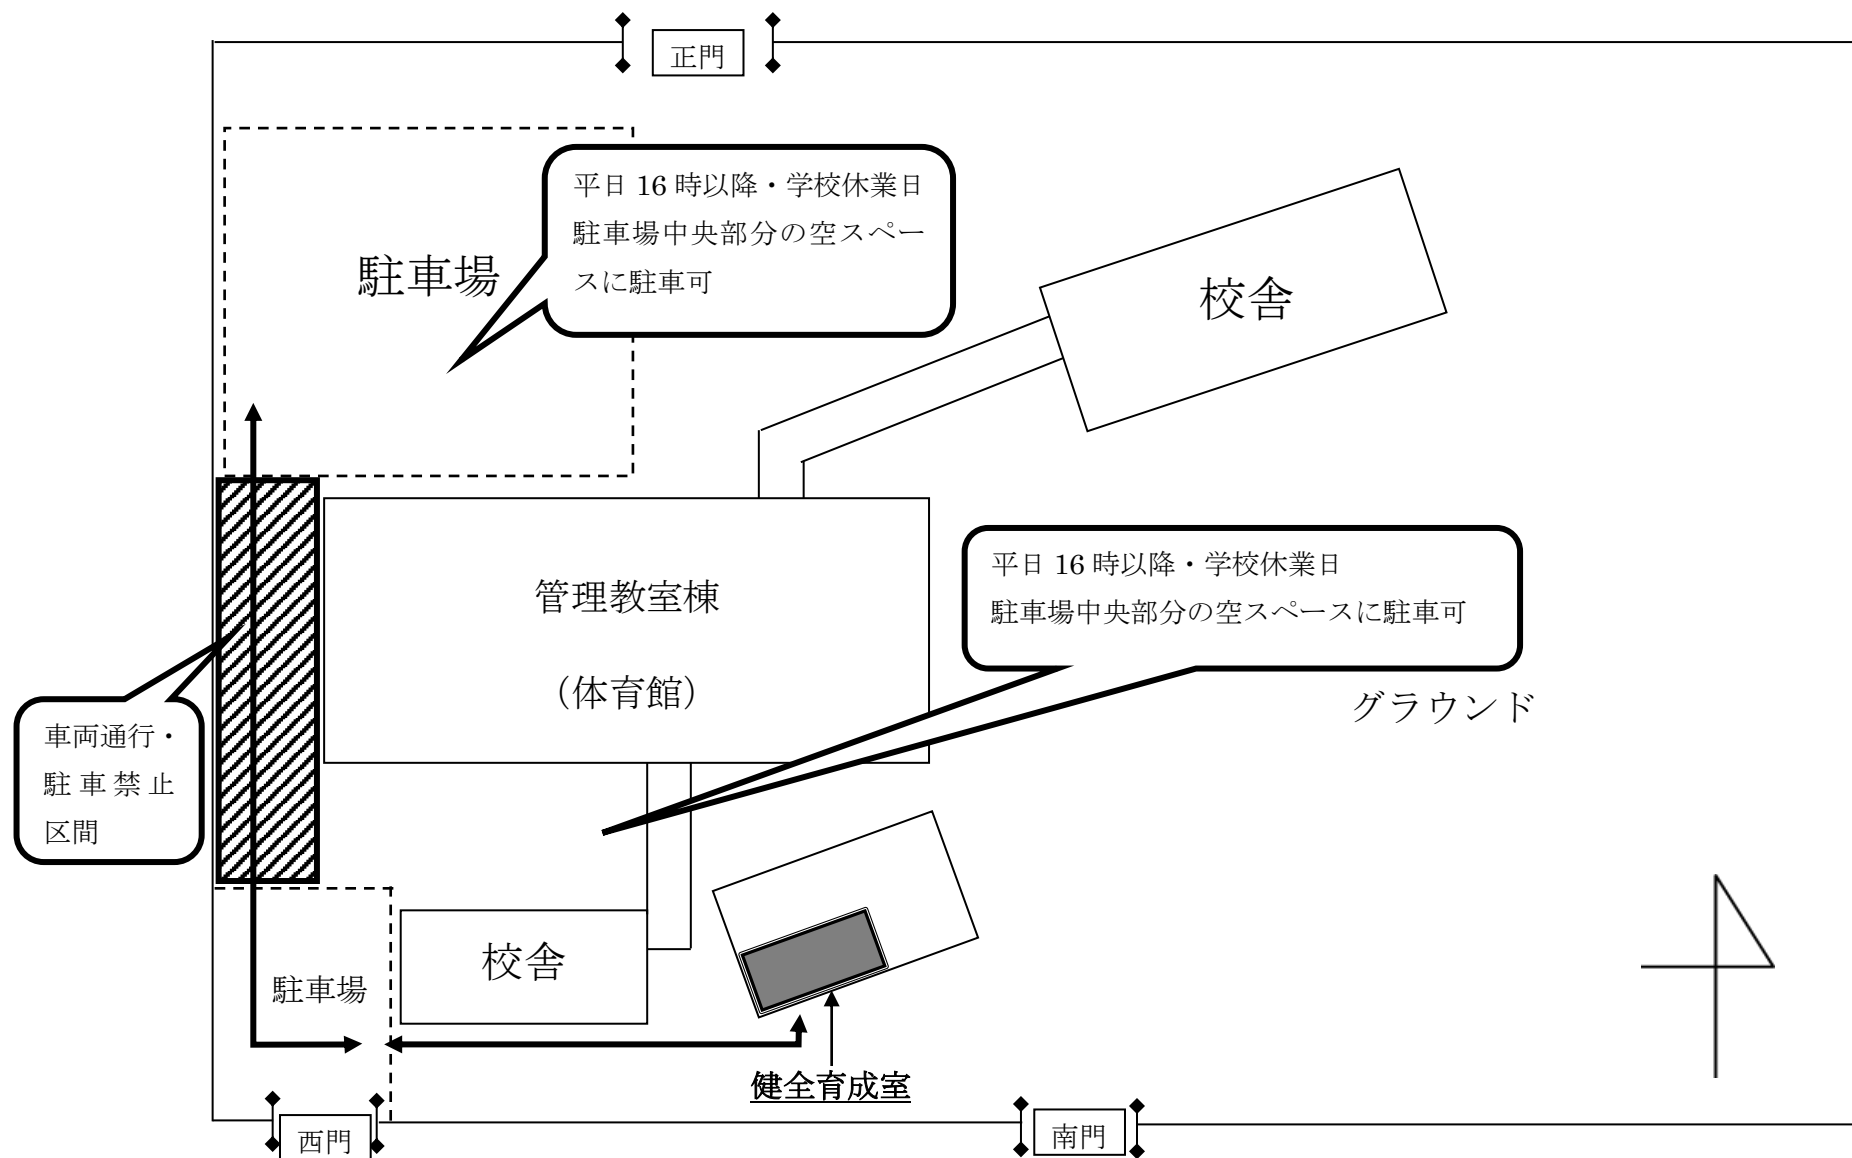 正門
平日 16 時以降・学校休業日
駐車場中央部分の空スペー
スに駐車可
駐車場
校舎
管理教室棟
（体育館）
平日 16 時以降・学校休業日
駐車場中央部分の空スペースに駐車可
グラウンド
車両通行・
駐車禁止
区間
校舎
駐車場
健全育成室
西門
南門